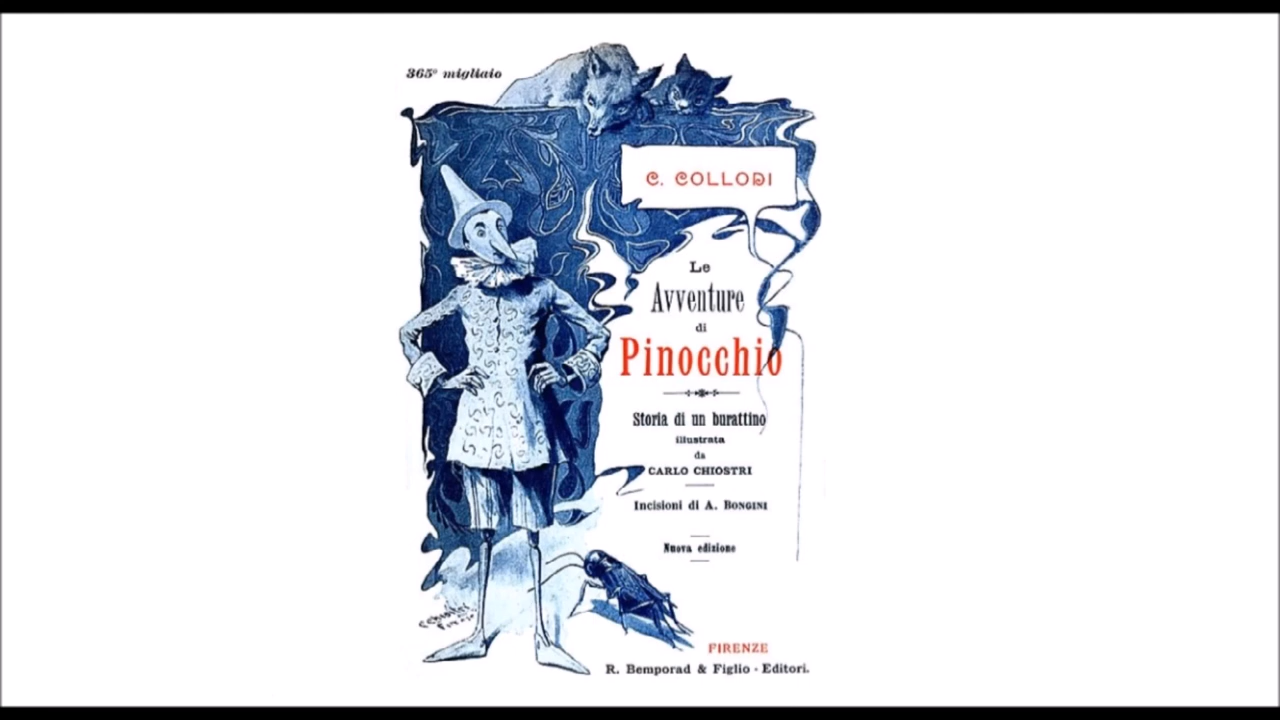 365º migliaio
C. COLLODI
Le
Avventure
di
Pinocchio
Storia di un burattino
illustrata
da
CARLO CHIOSTRI
Incisioni di A. BONGINI
Nuova edizione
FIRENZE
R. Bemporad & Figlio - Editori.